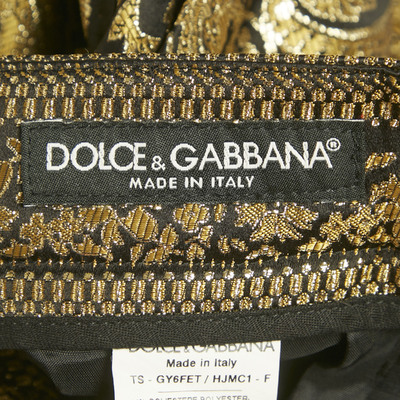 DOLCE & GABBANA®
MADE IN ITALY
DOLCE & GABBANA
Made in Italy
TS - GY6FET / HJMC1 - F